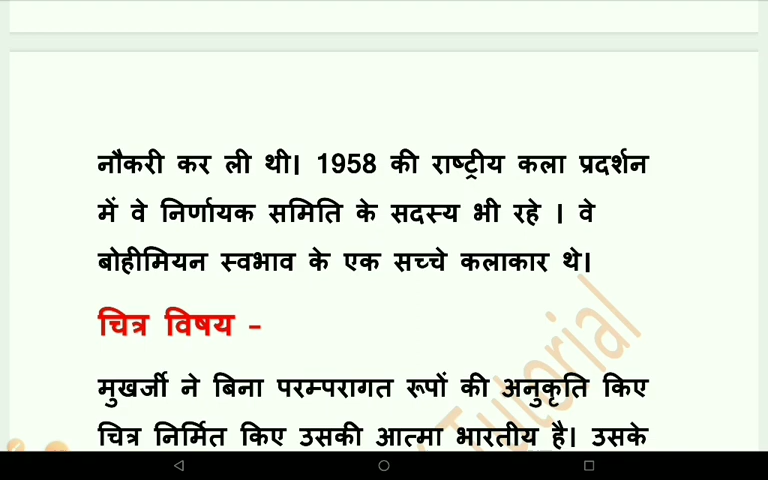 नौकरी कर ली थी। 1958 की राष्ट्रीय कला प्रदर्शन
में वे निर्णायक समिति के सदस्य भी रहे । वे
बोहीमियन स्वभाव के एक सच्चे कलाकार थे।
चित्र विषय -
मुखर्जी ने बिना परम्परागत रूपों की अनुकृति किए
चित्र निर्मित किए उसकी आत्मा भारतीय है। उसके
Tutorial